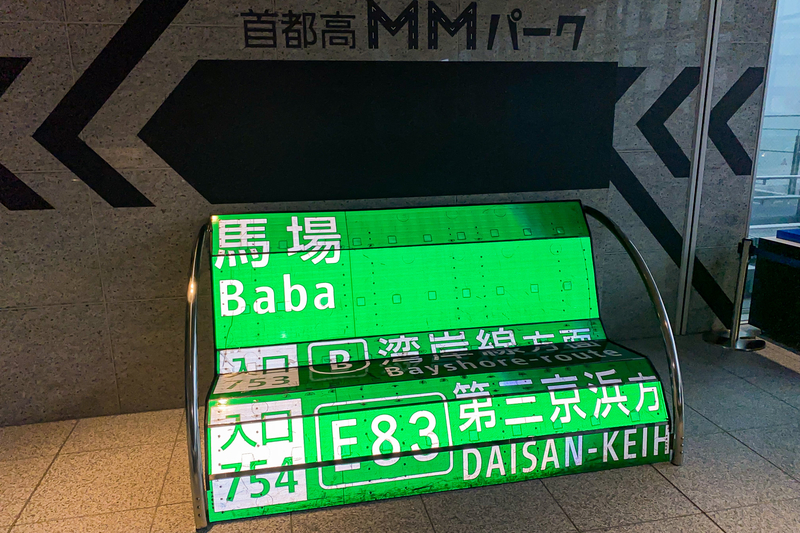 首都高MMパーク
馬場
Baba
入口 B 湾岸線方面
753 Bayshore-route
入口 E83 第三京浜方
754 DAISAN-KEIH